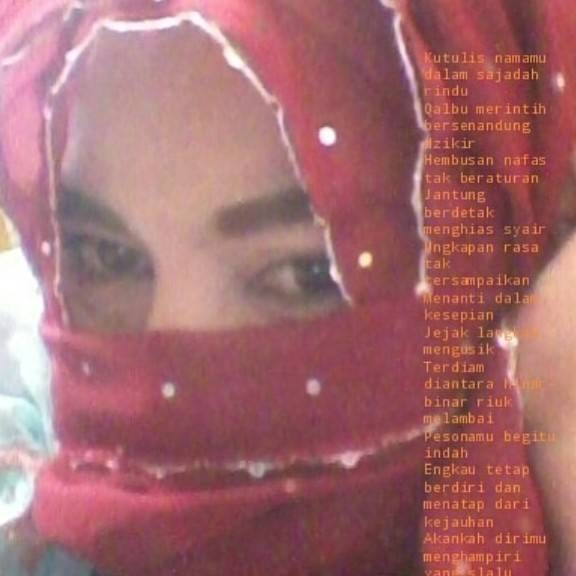 Kutulis namamu
dalam sajadah
rindu
Qalbu merintih
bersenandung
dzikir
Hembusan nafas
tak beraturan
Jantung
berdetak
menghias syair
Ungkapan rasa
tak
tersampaikan
Menanti dalam
kesepian
Jejak
mengusik
Terdiam
diantara
binar riuk
melambai
Pesonamu begitu
indah
Engkau tetap
berdiri dan
menatap dari
kejauhan
Akankah dirimu
menghampiri
yang slalu